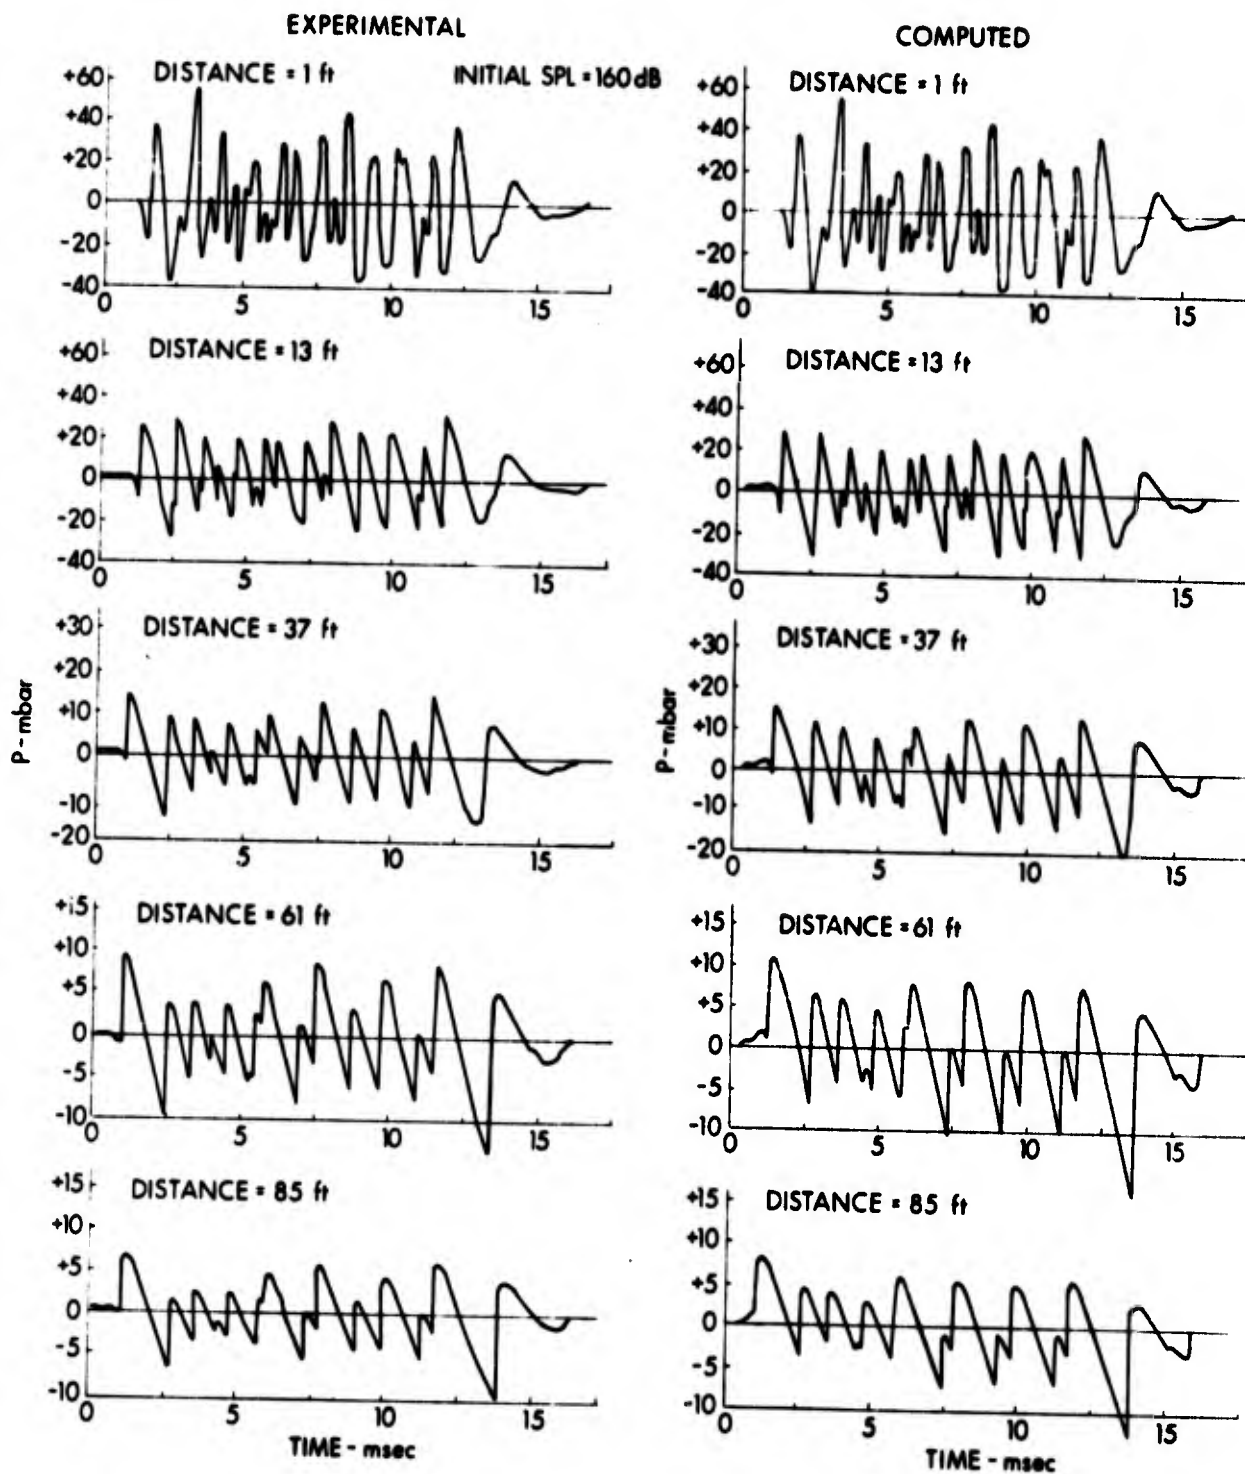 EXPERIMENTAL
DISTANCE = 1 ft
INITIAL SPL = 160 dB
+60
+40
+20
0
-20
-40
0 5 10 15
DISTANCE = 13 ft
+60
+40
+20
0
-20
-40
0 5 10 15
DISTANCE = 37 ft
+30
+20
+10
0
-10
-20
0 5 10 15
P - mbar
DISTANCE = 61 ft
+15
+10
+5
0
-5
-10
0 5 10 15
DISTANCE = 85 ft
+15
+10
+5
0
-5
-10
0 5 10 15
TIME - msec
COMPUTED
DISTANCE = 1 ft
+60
+40
+20
0
-20
-40
0 5 10 15
DISTANCE = 13 ft
+60
+40
+20
0
-20
-40
0 5 10 15
DISTANCE = 37 ft
+30
+20
+10
0
-10
-20
0 5 10 15
P - mbar
DISTANCE = 61 ft
+15
+10
+5
0
-5
-10
0 5 10 15
DISTANCE = 85 ft
+15
+10
+5
0
-5
-10
0 5 10 15
TIME - msec